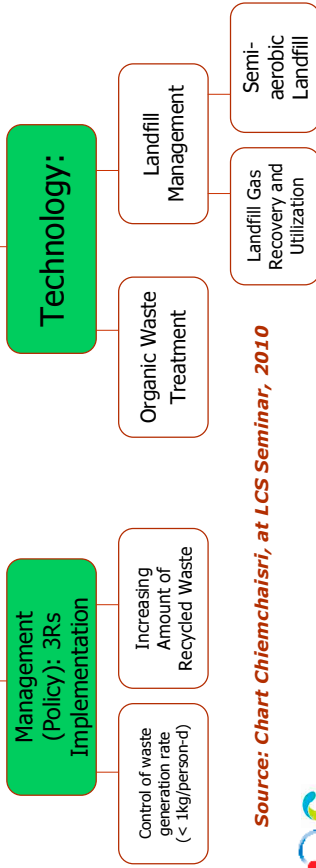 Management
(Policy): 3Rs
Implementation
Technology:
Control of waste
generation rate
(< 1kg/person-d)
Increasing
Amount of
Recycled Waste
Organic Waste
Treatment
Landfill
Management
Landfill Gas
Recovery and
Utilization
Semi-
aerobic
Landfill
Source: Chart Chiemchaisri, at LCS Seminar, 2010